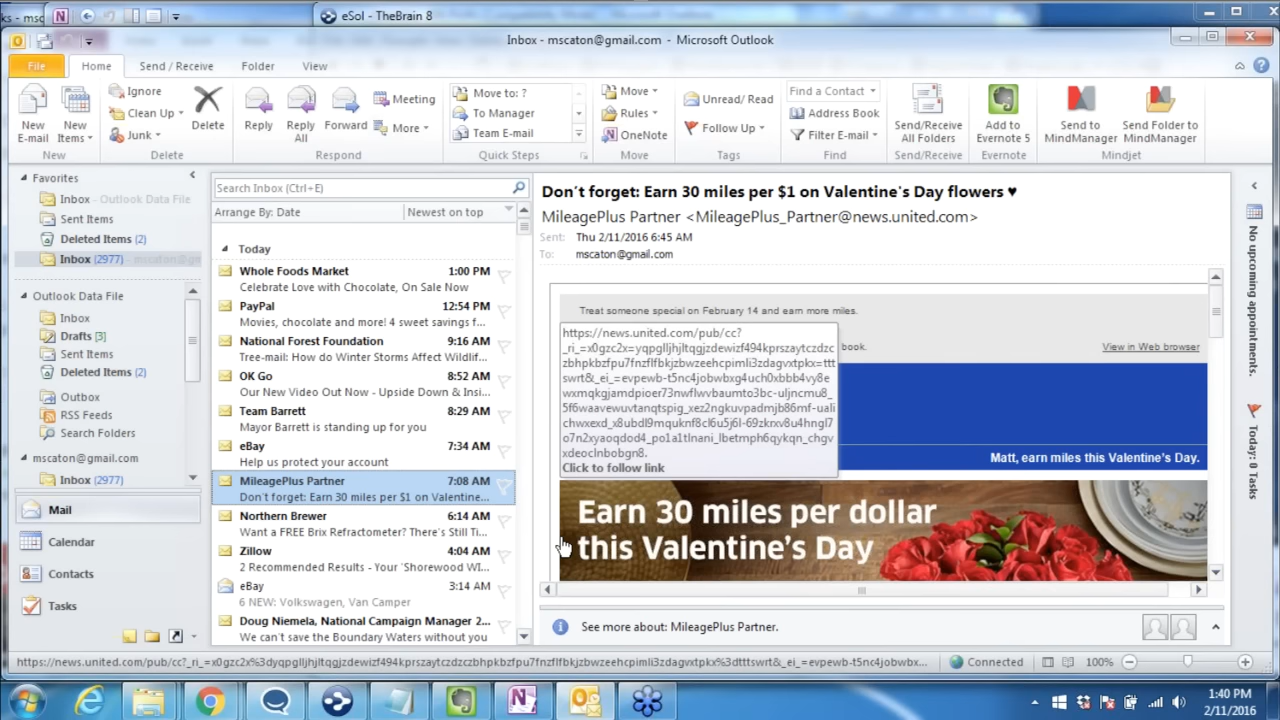 ks - msc
eSol - TheBrain 8
Inbox - mscaton@gmail.com - Microsoft Outlook
File
Home
Send / Receive
Folder
View
New
E-mail
New
Items
New
Ignore
Clean Up
Junk
Delete
Delete
Reply
Reply
All
Forward
Meeting
More
Respond
Move to: ?
To Manager
Team E-mail
Quick Steps
Move
Rules
OneNote
Move
Unread/ Read
Follow Up
Tags
Find a Contact
Address Book
Filter E-mail
Find
Send/Receive
All Folders
Send/Receive
Add to
Evernote 5
Evernote
Send to
MindManager
Send Folder to
MindManager
Mindjet
Favorites
Inbox - Outlook Data File
Sent Items
Deleted Items (2)
Inbox (2977) - mscaton@gm
Outlook Data File
Inbox
Drafts [3]
Sent Items
Deleted Items (2)
Outbox
RSS Feeds
Search Folders
mscaton@gmail.com
Inbox (2977)
Mail
Calendar
Contacts
Tasks
Search Inbox (Ctrl+E)
Arrange By: Date
Newest on top
Today
Whole Foods Market 1:00 PM
Celebrate Love with Chocolate, On Sale Now
PayPal 12:54 PM
Movies, chocolate and more! 4 sweet savings f...
National Forest Foundation 9:16 AM
Tree-mail: How do Winter Storms Affect Wildlif...
OK Go 8:52 AM
Our New Video Out Now - Upside Down & Insi...
Team Barrett 8:29 AM
Mayor Barrett is standing up for you
eBay 7:34 AM
Help us protect your account
MileagePlus Partner 7:08 AM
Don't forget: Earn 30 miles per $1 on Valentine...
Northern Brewer 6:14 AM
Want a FREE Brix Refractometer? There's Still Ti...
Zillow 4:04 AM
2 Recommended Results - Your 'Shorewood WI...
eBay 3:14 AM
6 NEW: Volkswagen, Van Camper
Doug Niemela, National Campaign Manager 2...
We can't save the Boundary Waters without you
Don't forget: Earn 30 miles per $1 on Valentine's Day flowers ♥
MileagePlus Partner <MileagePlus_Partner@news.united.com>
Sent: Thu 2/11/2016 6:45 AM
To: mscaton@gmail.com
Treat someone special on February 14 and earn more miles.
book.
View in Web browser
https://news.united.com/pub/cc?
Click to follow link
Matt, earn miles this Valentine's Day.
Earn 30 miles per dollar
this Valentine's Day
See more about: MileagePlus Partner.
No upcoming appointments.
Today: 0 Tasks
Connected
100%
1:40 PM
2/11/2016